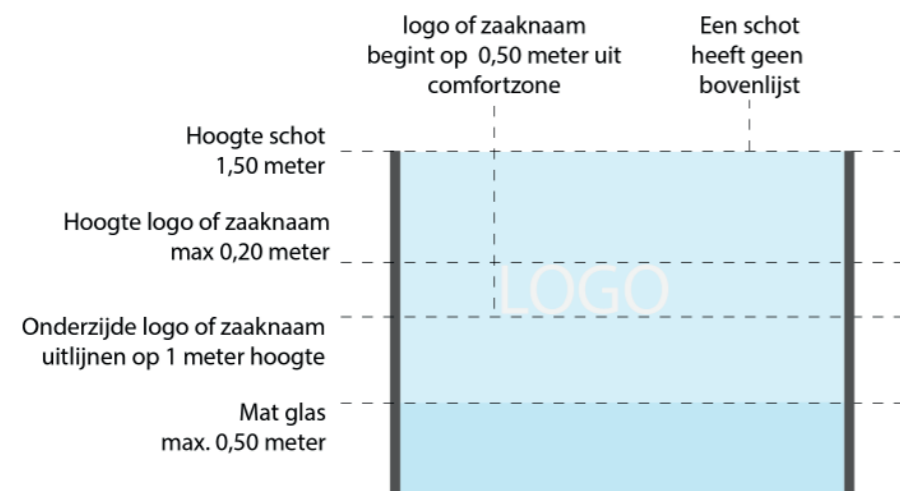 logo of zaaknaam
begint op 0,50 meter uit
comfortzone
Een schot
heeft geen
bovenlijst
Hoogte schot
1,50 meter
Hoogte logo of zaaknaam
max 0,20 meter
LOGO
Onderzijde logo of zaaknaam
uitlijnen op 1 meter hoogte
Mat glas
max. 0,50 meter